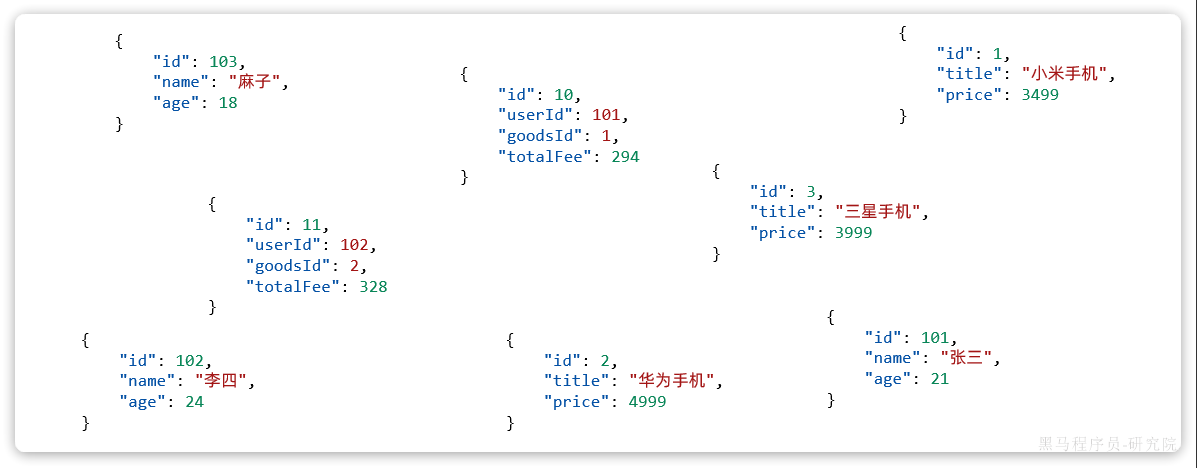 {
"id": 103,
"name": "麻子",
"age": 18
}
{
"id": 10,
"userId": 101,
"goodsId": 1,
"totalFee": 294
}
{
"id": 1,
"title": "小米手机",
"price": 3499
}
{
"id": 3,
"title": "三星手机",
"price": 3999
}
{
"id": 11,
"userId": 102,
"goodsId": 2,
"totalFee": 328
}
{
"id": 102,
"name": "李四",
"age": 24
}
{
"id": 2,
"title": "华为手机",
"price": 4999
}
{
"id": 101,
"name": "张三",
"age": 21
}
黑马程序员-研究院